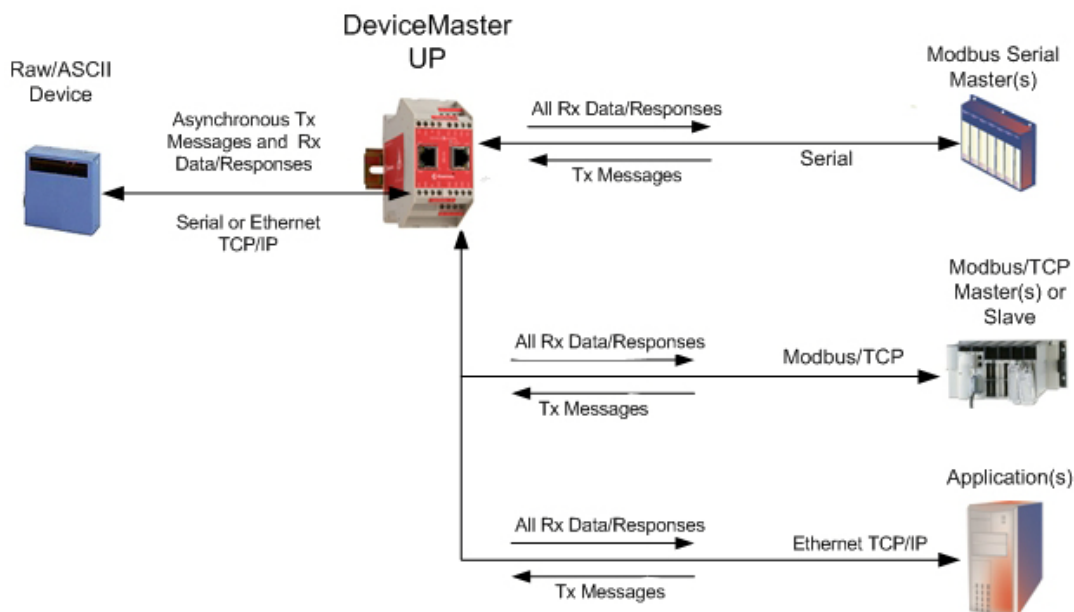 DeviceMaster
UP
Raw/ASCII
Device
Asynchronous Tx
Messages and Rx
Data/Responses
Serial or Ethernet
TCP/IP
All Rx Data/Responses
Tx Messages
Serial
Modbus Serial
Master(s)
All Rx Data/Responses
Tx Messages
Modbus/TCP
Modbus/TCP
Master(s) or
Slave
All Rx Data/Responses
Tx Messages
Ethernet TCP/IP
Application(s)